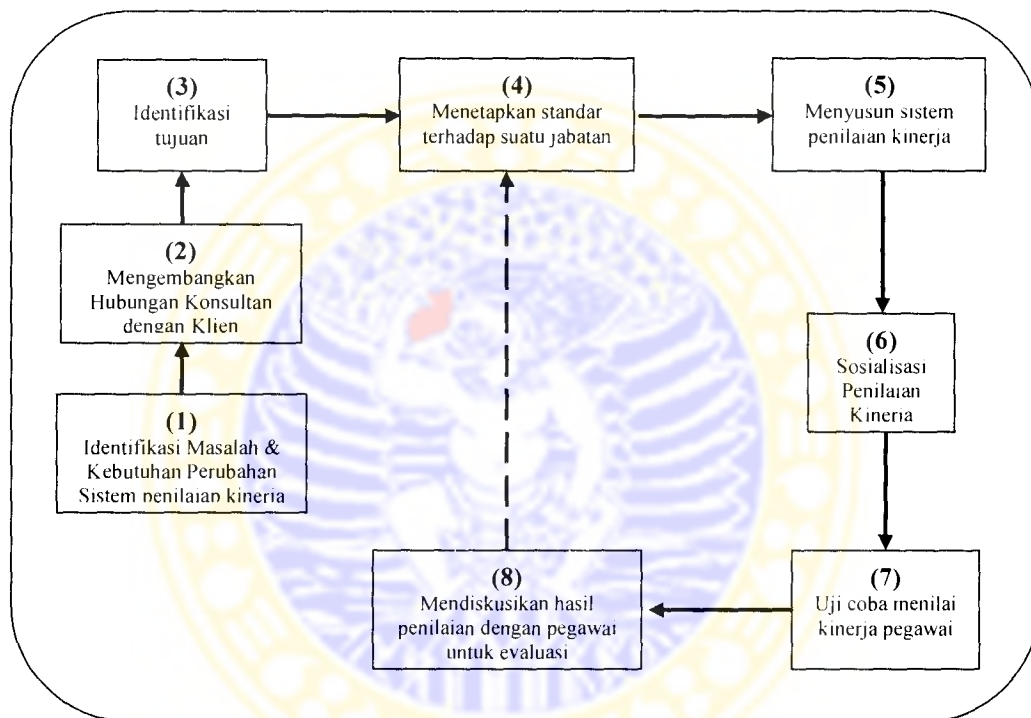 (1)
Identifikasi Masalah &
Kebutuhan Perubahan
Sistem penilaian kinerja
(2)
Mengembangkan
Hubungan Konsultan
dengan Klien
(3)
Identifikasi
tujuan
(4)
Menetapkan standar
terhadap suatu jabatan
(5)
Menyusun sistem
penilaian kinerja
(6)
Sosialisasi
Penilaian
Kinerja
(7)
Uji coba menilai
kinerja pegawai
(8)
Mendiskusikan hasil
penilaian dengan pegawai
untuk evaluasi